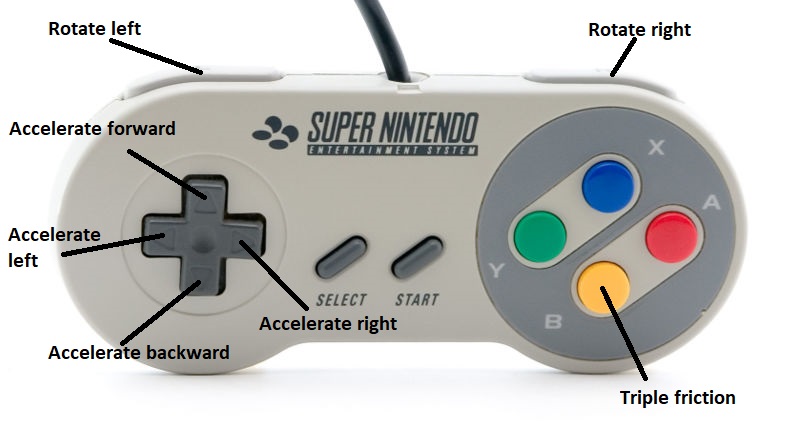 Rotate left
Rotate right
Accelerate forward
SUPER NINTENDO
ENTERTAINMENT SYSTEM
X
A
Accelerate
left
Y
SELECT
START
B
Accelerate right
Accelerate backward
Triple friction